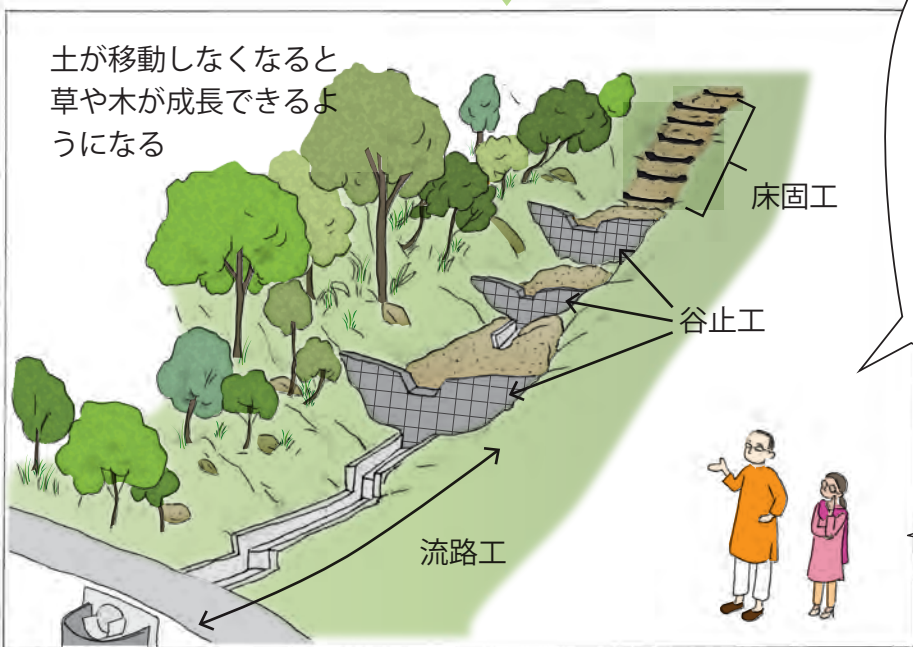 土が移動しなくなると
草や木が成長できるよ
うになる
床固工
谷止工
流路工